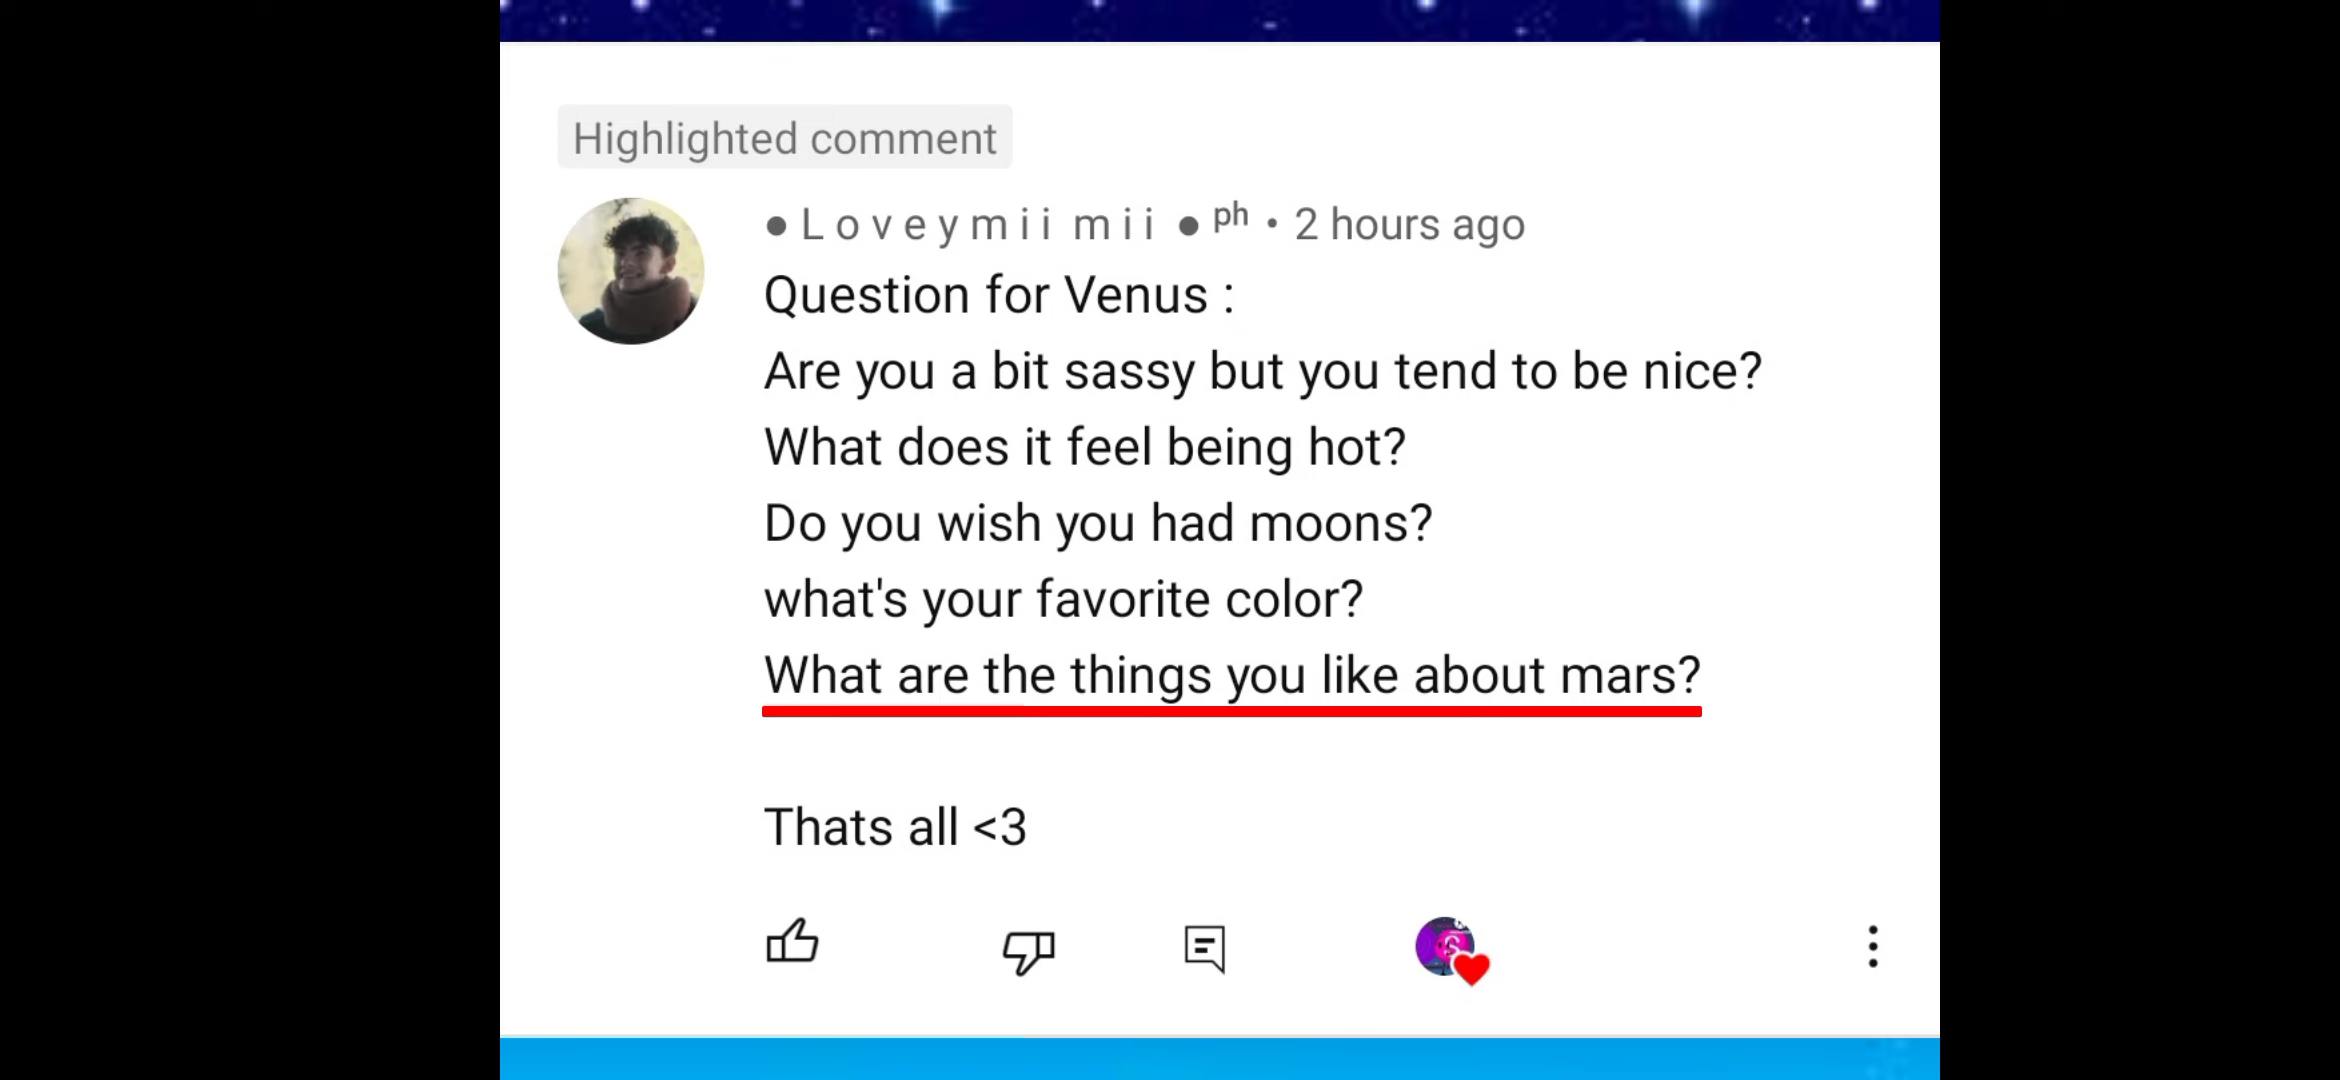 Highlighted comment
● L o v e y m i i m i i ● ph • 2 hours ago
Question for Venus :
Are you a bit sassy but you tend to be nice?
What does it feel being hot?
Do you wish you had moons?
what's your favorite color?
What are the things you like about mars?
Thats all <3